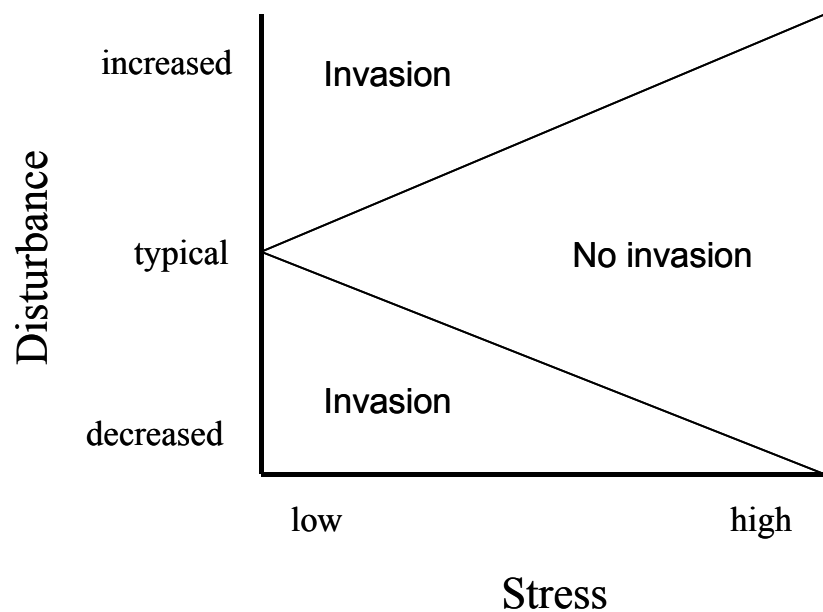 increased
Invasion
Disturbance
typical
No invasion
Invasion
decreased
low
high
Stress